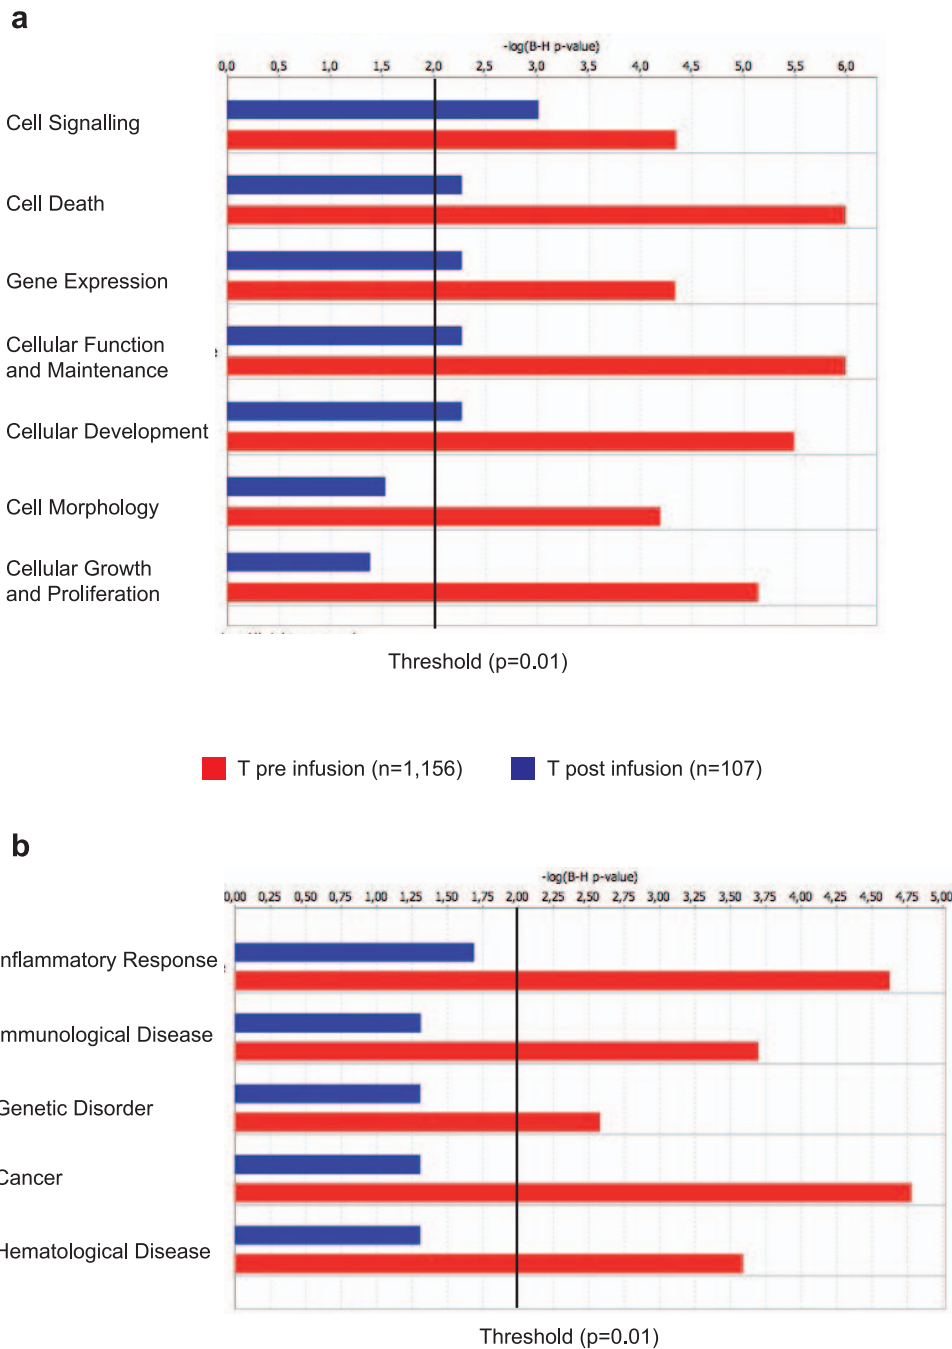 a
-log(B-H p-value)
0,0 0,5 1,0 1,5 2,0 2,5 3,0 3,5 4,0 4,5 5,0 5,5 6,0
Cell Signalling
Cell Death
Gene Expression
Cellular Function
and Maintenance
Cellular Development
Cell Morphology
Cellular Growth
and Proliferation
Threshold (p=0.01)
T pre infusion (n=1,156) T post infusion (n=107)
b
-log(B-H p-value)
0,00 0,25 0,50 0,75 1,00 1,25 1,50 1,75 2,00 2,25 2,50 2,75 3,00 3,25 3,50 3,75 4,00 4,25 4,50 4,75 5,00
nflammatory Response
mmunological Disease
Genetic Disorder
Cancer
Hematological Disease
Threshold (p=0.01)